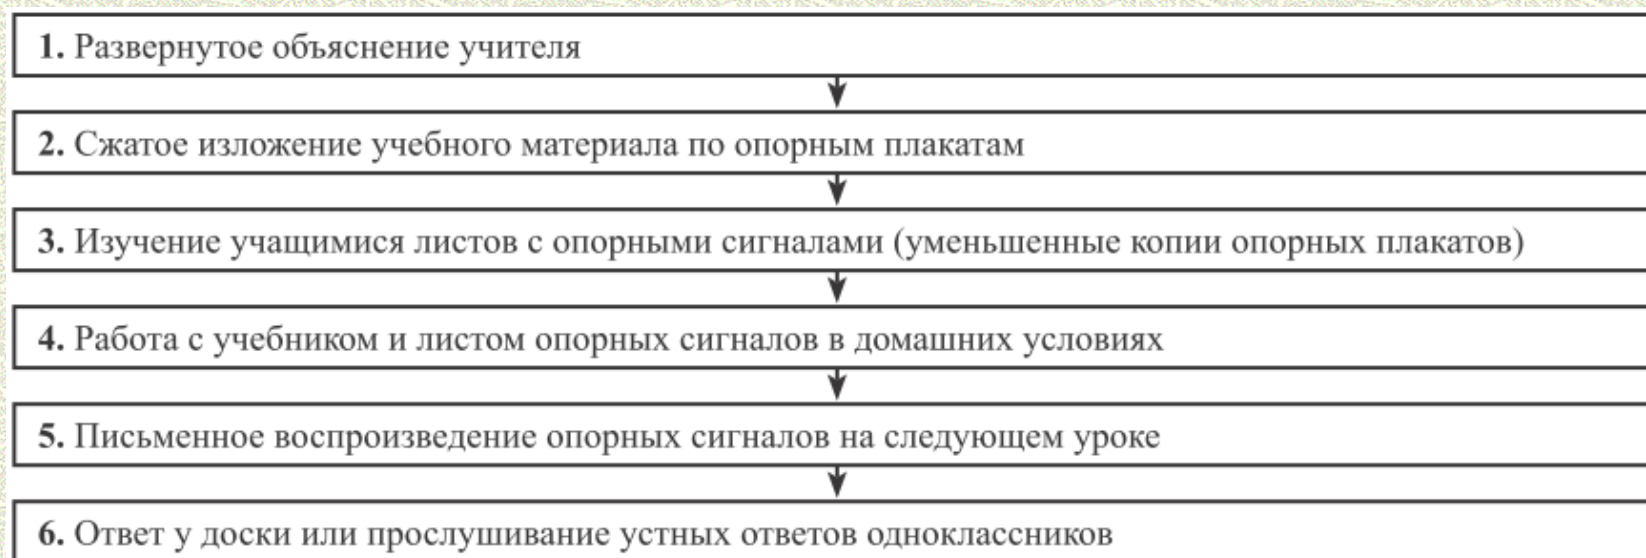 1. Развернутое объяснение учителя
2. Сжатое изложение учебного материала по опорным плакатам
3. Изучение учащимися листов с опорными сигналами (уменьшенные копии опорных плакатов)
4. Работа с учебником и листом опорных сигналов в домашних условиях
5. Письменное воспроизведение опорных сигналов на следующем уроке
6. Ответ у доски или прослушивание устных ответов одноклассников